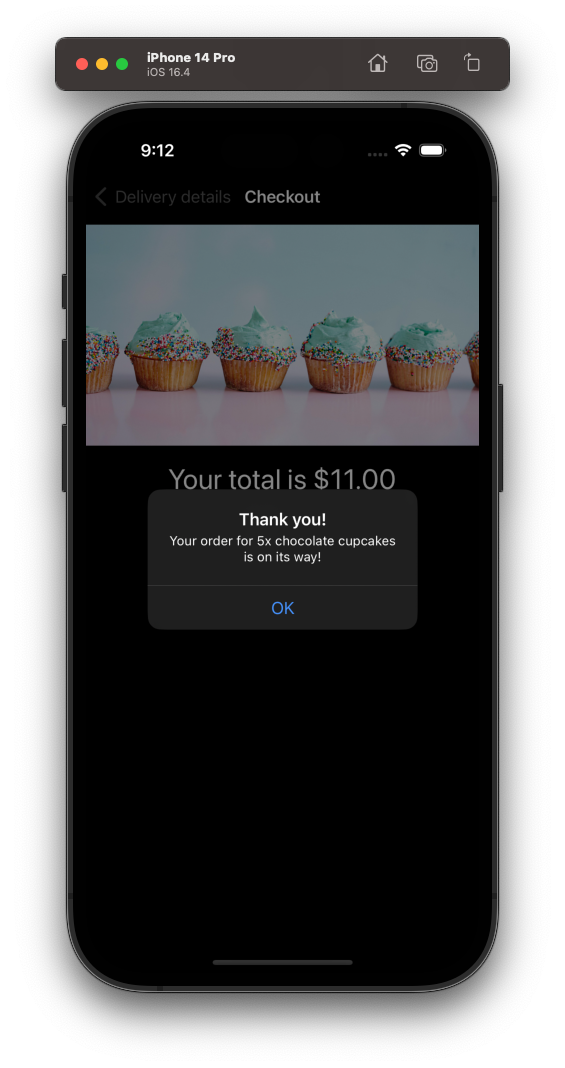 iPhone 14 Pro
iOS 16.4
9:12
Delivery details Checkout
Your total is $11.00
Thank you!
Your order for 5x chocolate cupcakes
is on its way!
OK